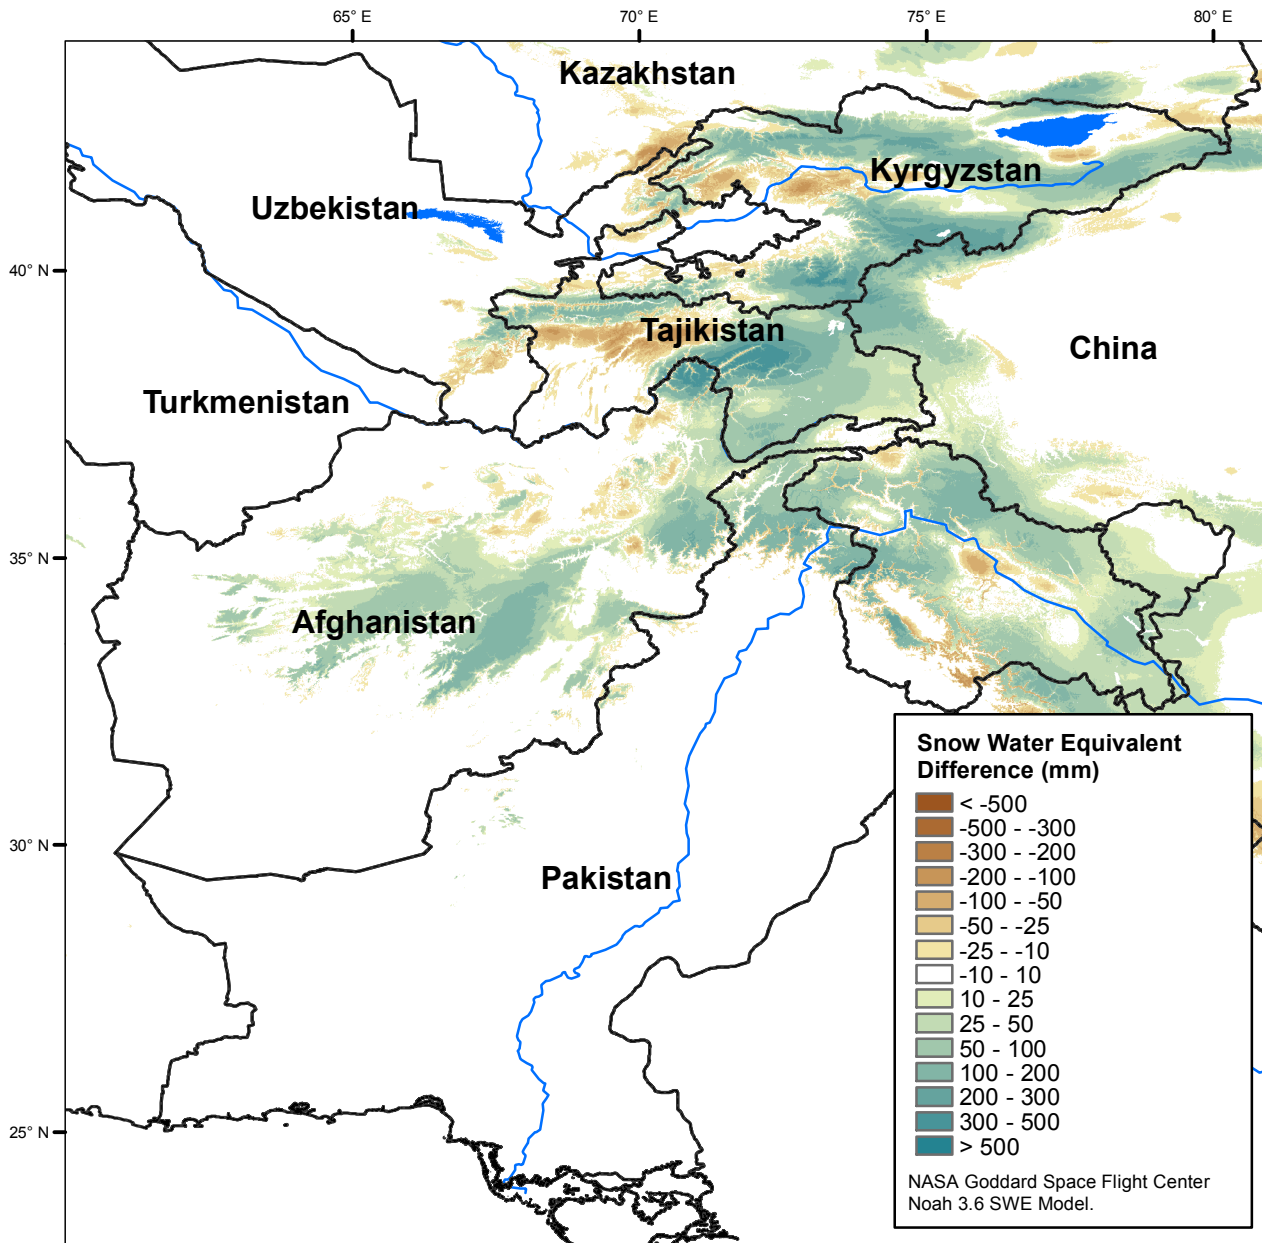 65° E
70° E
75° E
80° E
Kazakhstan
Kyrgyzstan
Uzbekistan
40° N
Tajikistan
China
Turkmenistan
35° N
Afghanistan
Snow Water Equivalent
Difference (mm)
< -500
-500 - -300
-300 - -200
-200 - -100
-100 - -50
-50 - -25
-25 - -10
-10 - 10
10 - 25
25 - 50
50 - 100
100 - 200
200 - 300
300 - 500
> 500
NASA Goddard Space Flight Center
Noah 3.6 SWE Model.
30° N
Pakistan
25° N